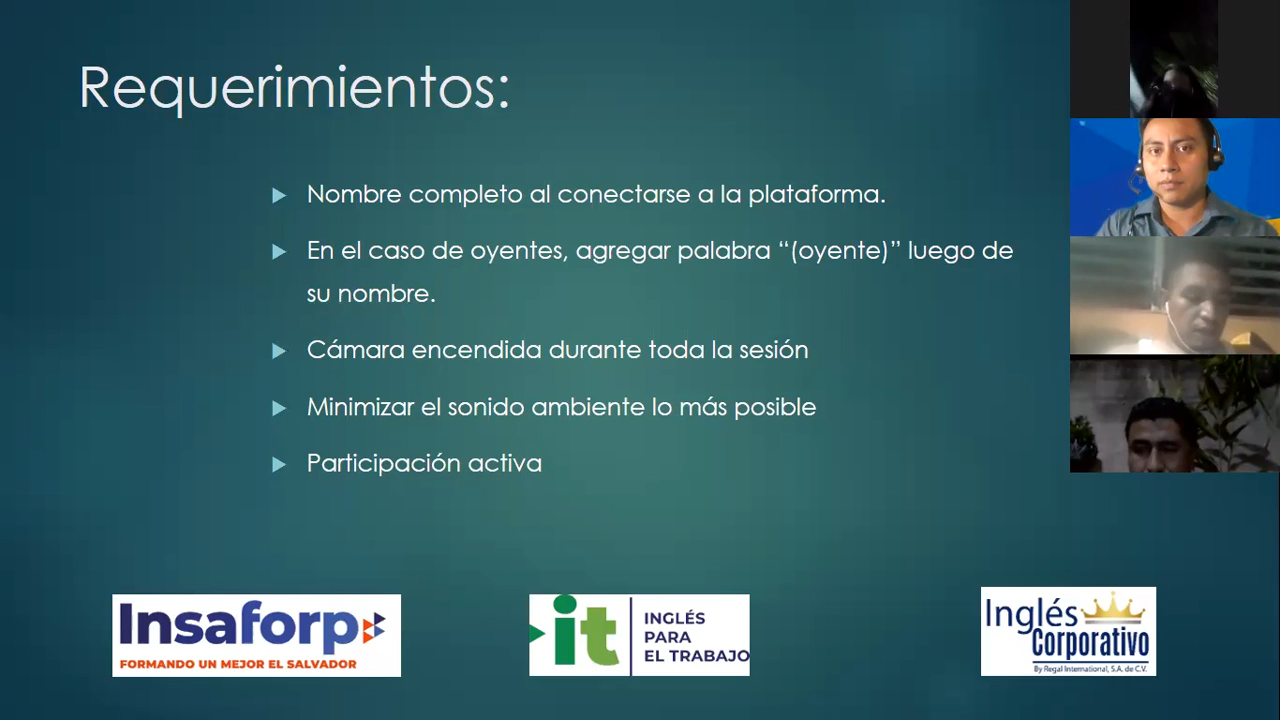 Requerimientos:
Nombre completo al conectarse a la plataforma.
En el caso de oyentes, agregar palabra “(oyente)” luego de
su nombre.
Cámara encendida durante toda la sesión
Minimizar el sonido ambiente lo más posible
Participación activa
Insaforp
FORMANDO UN MEJOR EL SALVADOR
it
INGLÉS
PARA
EL TRABAJO
Inglés
Corporativo
By Regal International, S.A. de C.V.